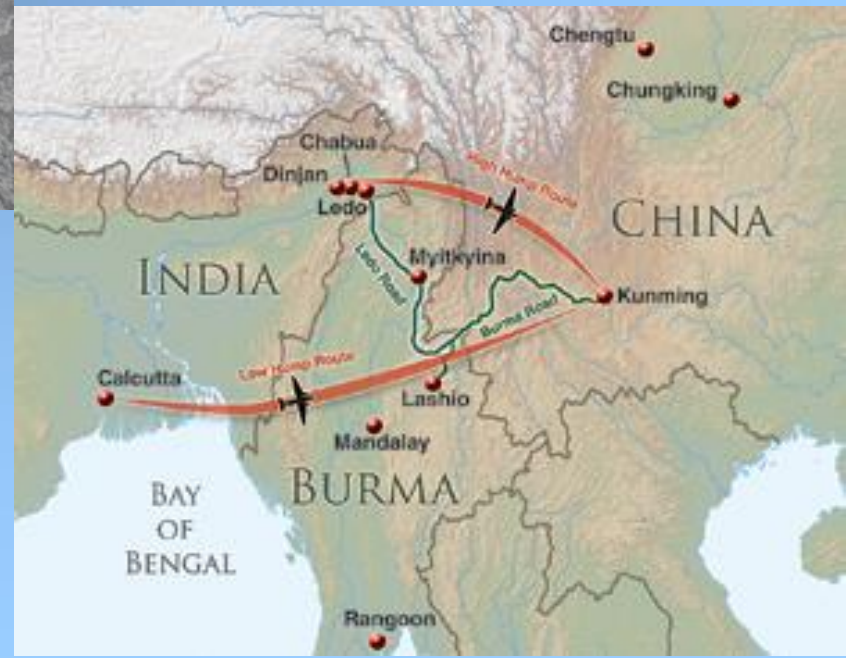 Chengtu
Chungking
Chabua
Dinjan
Ledo
High Hump Route
CHINA
INDIA
Myitkyina
Ledo Road
Kunming
Burma Road
Low Hump Route
Calcutta
Lashio
Mandalay
BURMA
BAY
OF
BENGAL
Rangoon